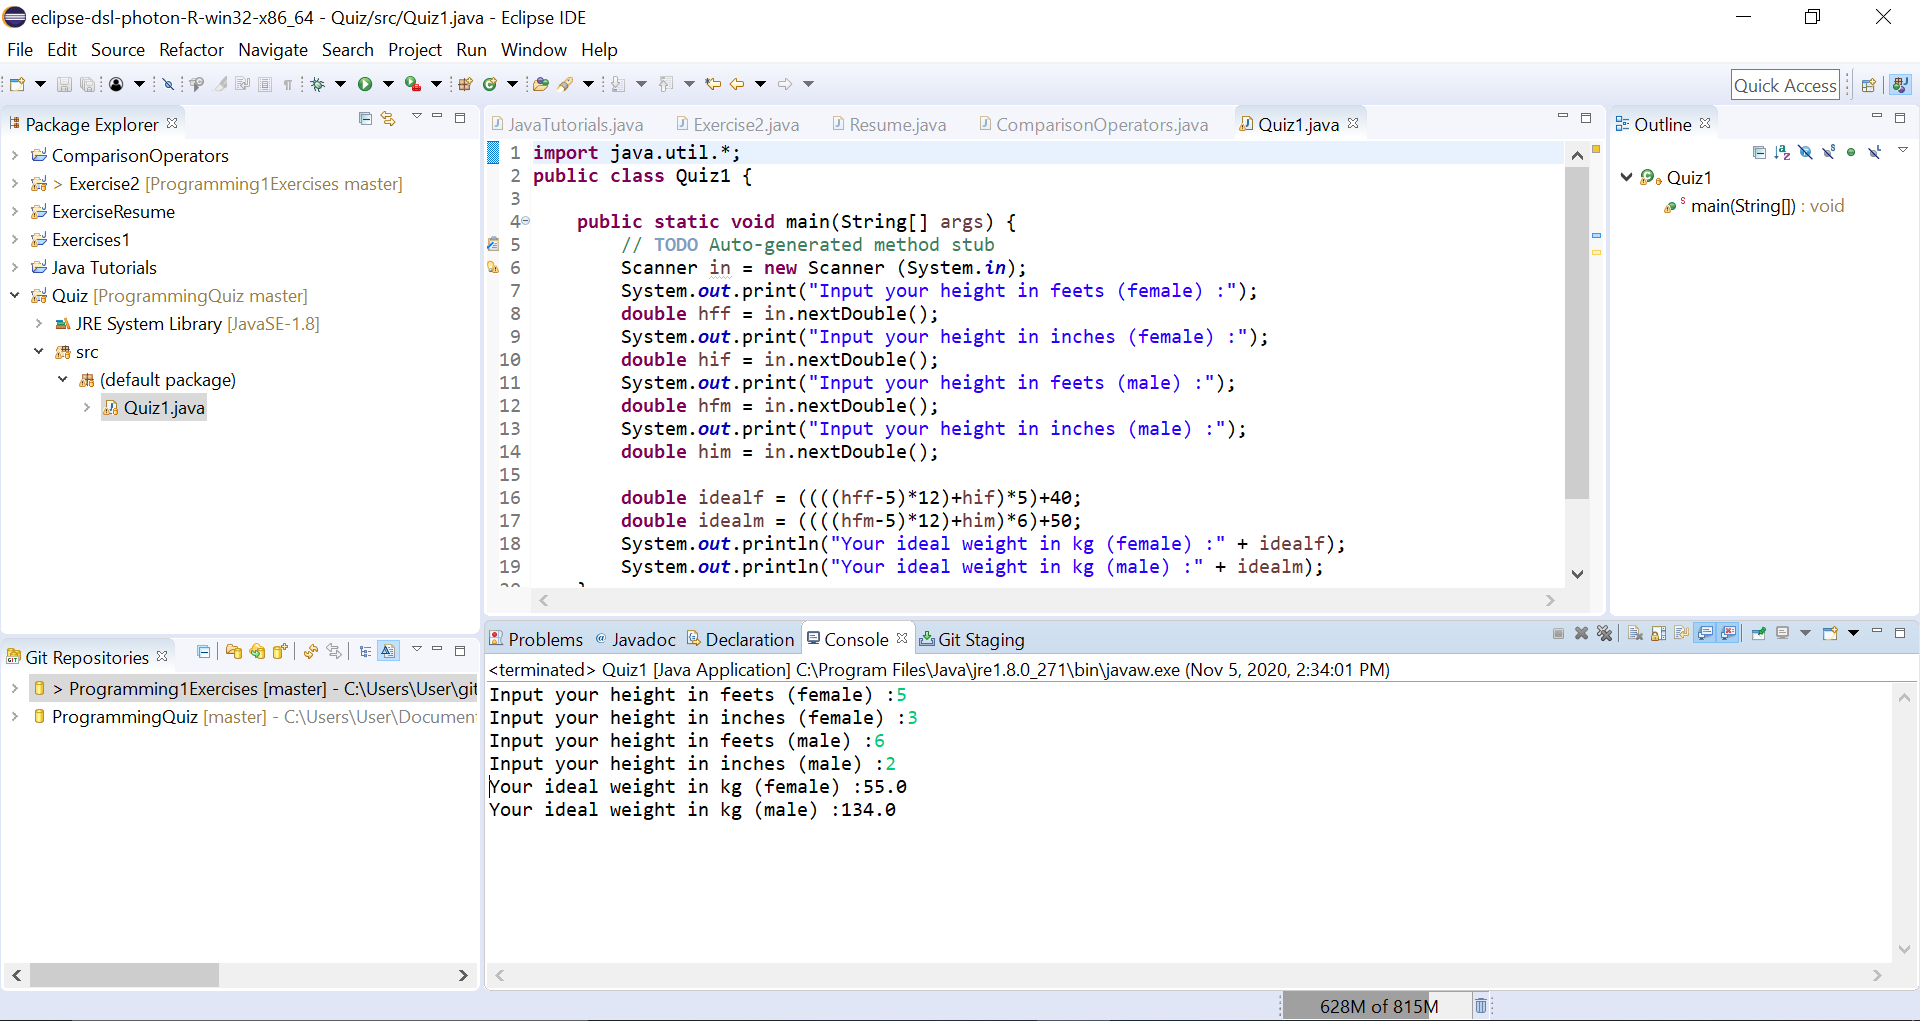 eclipse-dsl-photon-R-win32-x86_64 - Quiz/src/Quiz1.java - Eclipse IDE
File Edit Source Refactor Navigate Search Project Run Window Help
Quick Access
Package Explorer
ComparisonOperators
> Exercise2 [Programming1Exercises master]
ExerciseResume
Exercises1
Java Tutorials
Quiz [ProgrammingQuiz master]
JRE System Library [JavaSE-1.8]
src
(default package)
Quiz1.java
JavaTutorials.java Exercise2.java Resume.java ComparisonOperators.java Quiz1.java
1 import java.util.*;
2 public class Quiz1 {
3
4 public static void main(String[] args) {
5 // TODO Auto-generated method stub
6 Scanner in = new Scanner (System.in);
7 System.out.print("Input your height in feets (female) :");
8 double hff = in.nextDouble();
9 System.out.print("Input your height in inches (female) :");
10 double hif = in.nextDouble();
11 System.out.print("Input your height in feets (male) :");
12 double hfm = in.nextDouble();
13 System.out.print("Input your height in inches (male) :");
14 double him = in.nextDouble();
15
16 double idealf = ((((hff-5)*12)+hif)*5)+40;
17 double idealm = ((((hfm-5)*12)+him)*6)+50;
18 System.out.println("Your ideal weight in kg (female) :" + idealf);
19 System.out.println("Your ideal weight in kg (male) :" + idealm);
Outline
Quiz1
main(String[]) : void
Git Repositories
> Programming1Exercises [master] - C:\Users\User\git
ProgrammingQuiz [master] - C:\Users\User\Documen
Problems Javadoc Declaration Console Git Staging
<terminated> Quiz1 [Java Application] C:\Program Files\Java\jre1.8.0_271\bin\javaw.exe (Nov 5, 2020, 2:34:01 PM)
Input your height in feets (female) :5
Input your height in inches (female) :3
Input your height in feets (male) :6
Input your height in inches (male) :2
Your ideal weight in kg (female) :55.0
Your ideal weight in kg (male) :134.0
628M of 815M